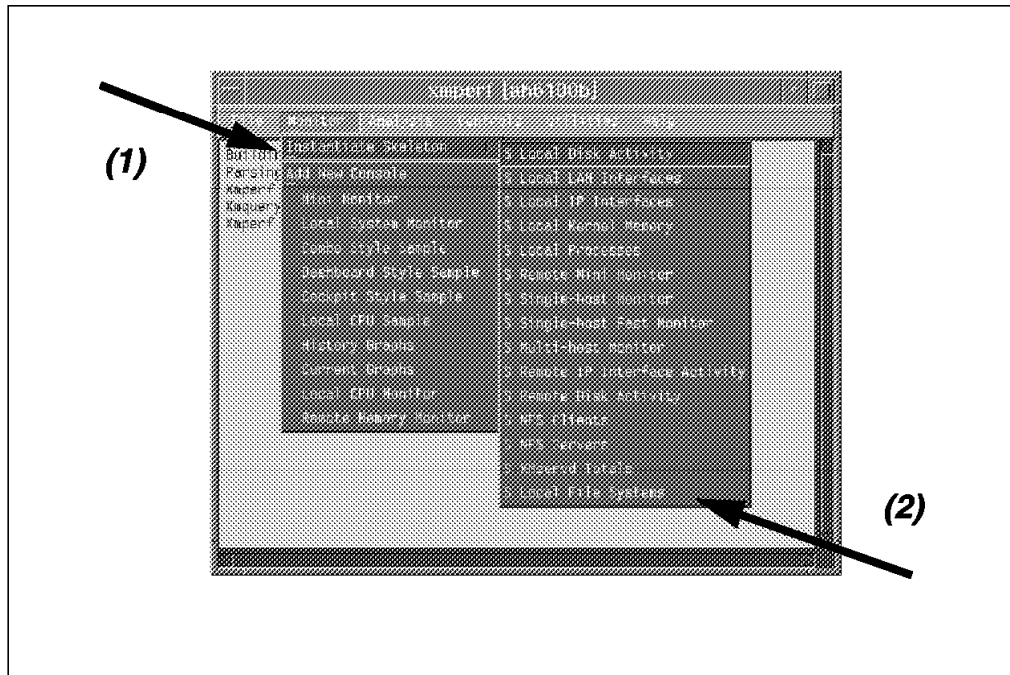 xmperf [ah6100b]
Monitor Analysis Controls Utilities Help
(1)
Instantiate Skeleton
Add New Console
Mini Monitor
Local System Monitor
Combo Style Sample
Dashboard Style Sample
Cockpit Style Sample
Local CPU Sample
History Graphs
Current Graphs
Local CPU Monitor
Remote Memory Monitor
Parsing
Xmperf
Xmquery
Xmperf
S Local Disk Activity
S Local LAN Interfaces
S Local IP Interfaces
S Local Kernel Memory
S Local Processes
S Remote Mini Monitor
S Single-host Monitor
S Single-host Fast Monitor
S Multi-host Monitor
S Remote IP Interface Activity
S Remote Disk Activity
S NFS Clients
S NFS Servers
S Xmservd Totals
S Local File Systems
(2)